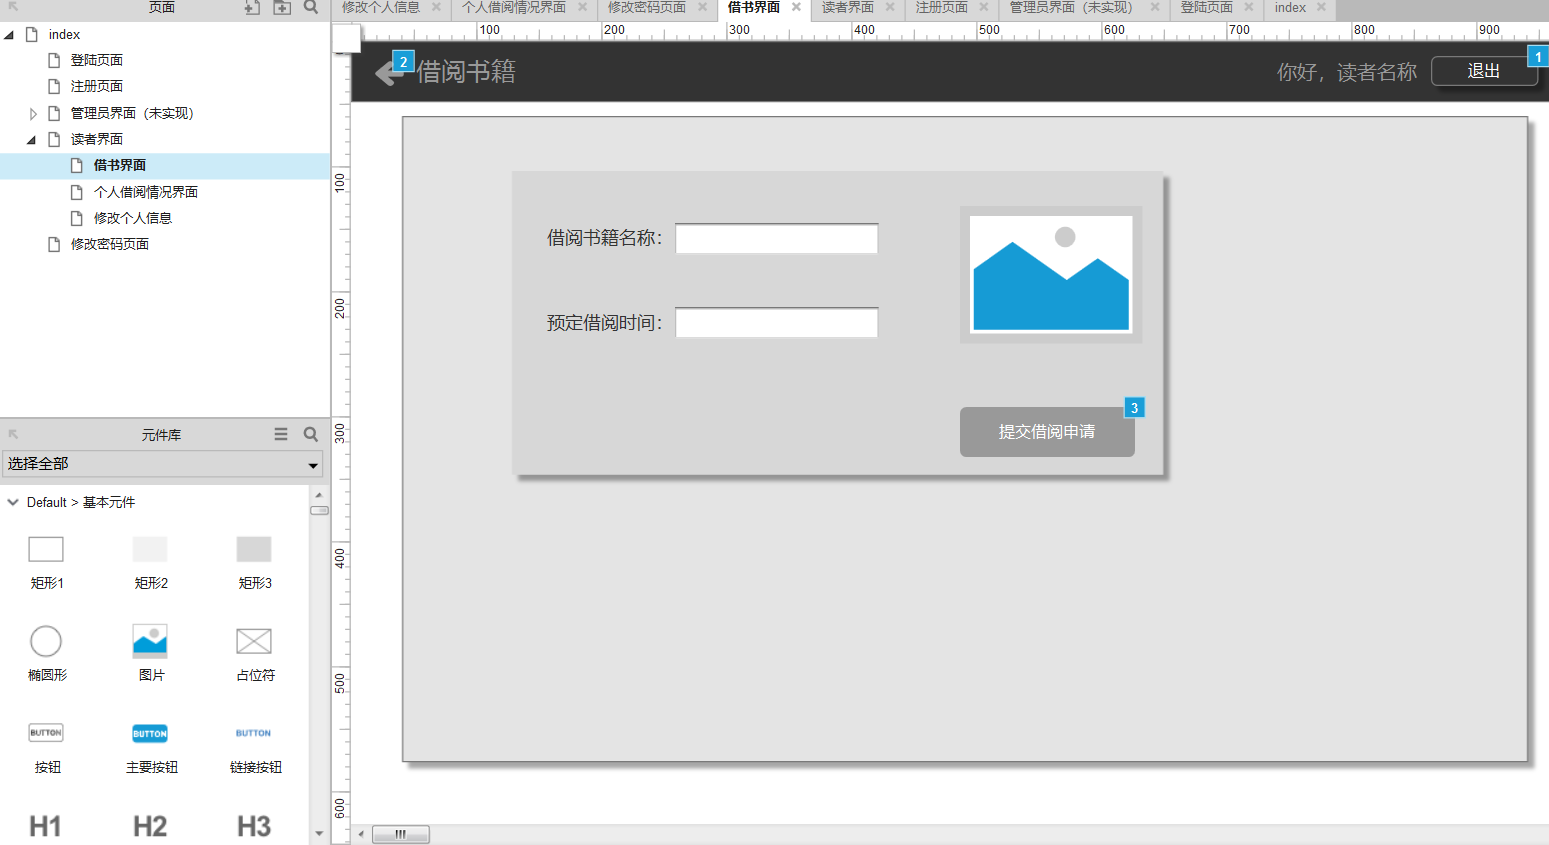 页面
修改个人信息
个人借阅情况界面
修改密码页面
借书界面
读者界面
注册页面
管理员界面（未实现）
登陆页面
index
index
登陆页面
注册页面
管理员界面（未实现）
读者界面
借书界面
个人借阅情况界面
修改个人信息
修改密码页面
元件库
选择全部
Default > 基本元件
矩形1
矩形2
矩形3
椭圆形
图片
占位符
BUTTON
BUTTON
BUTTON
按钮
主要按钮
链接按钮
H1
H2
H3
100
200
300
400
500
600
700
800
900
100
200
300
400
500
600
2
借阅书籍
你好，读者名称
退出
1
借阅书籍名称：
预定借阅时间：
3
提交借阅申请